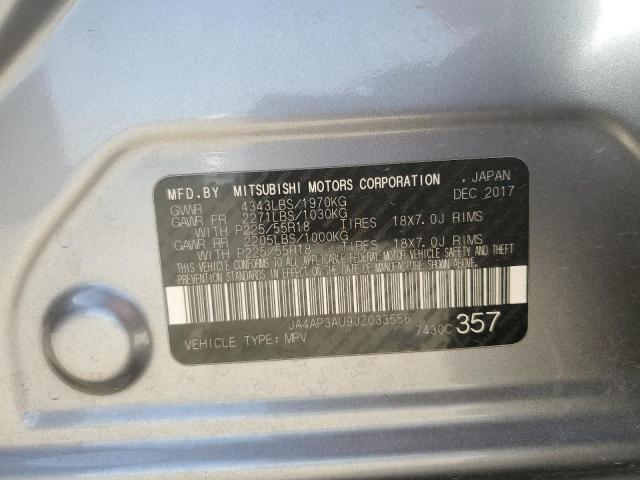 MFD.BY MITSUBISHI MOTORS CORPORATION . JAPAN
GVWR 4343LBS/1970KG DEC 2017
GAWR FR 2271LBS/1030KG
WITH P225/55R18 TIRES 18X7.0J RIMS
GAWR RR 2205LBS/1000KG
WITH P225/55R18 TIRES 18X7.0J RIMS
THIS VEHICLE CONFORMS TO ALL APPLICABLE FEDERAL MOTOR VEHICLE SAFETY AND
THEFT PREVENTION STANDARDS IN EFFECT ON THE DATE OF MANUFACTURE SHOWN ABOVE.
JA4AP3AU9JZ033556
VEHICLE TYPE: MPV 7430C 357